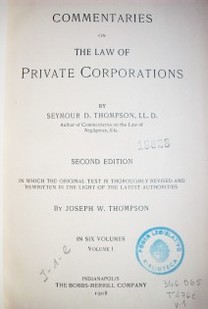 COMMENTARIES
ON
THE LAW OF
PRIVATE CORPORATIONS
BY
SEYMOUR D. THOMPSON, LL. D.
Author of Commentaries on the Law of
Negligence, Etc.
SECOND EDITION
IN WHICH THE ORIGINAL TEXT IS THOROUGHLY REVISED AND
REWRITTEN IN THE LIGHT OF THE LATEST AUTHORITIES
BY JOSEPH W. THOMPSON
IN SIX VOLUMES
VOLUME I
INDIANAPOLIS
THE BOBBS-MERRILL COMPANY
1908
BIBLIOTECA
V.1